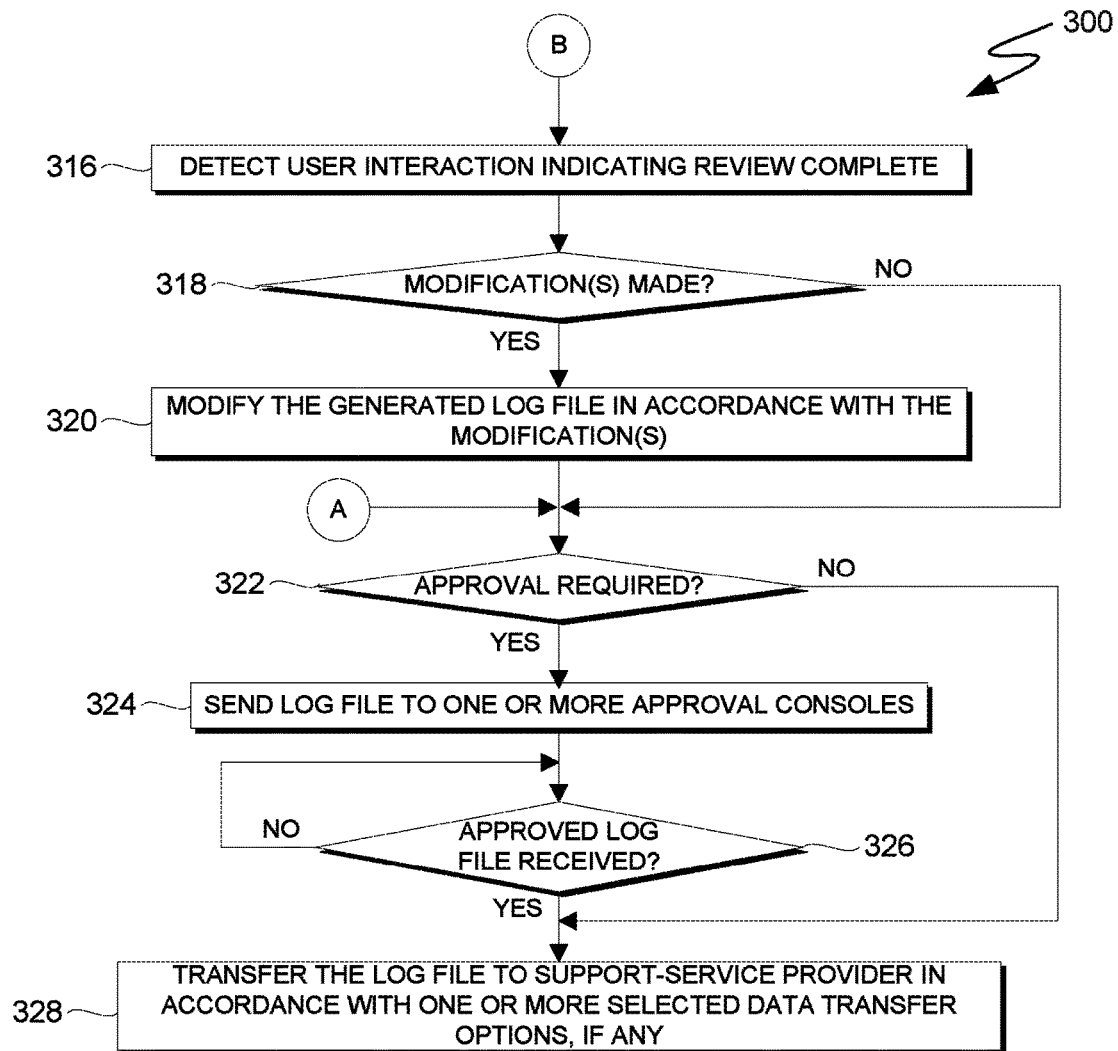 B
300
316
DETECT USER INTERACTION INDICATING REVIEW COMPLETE
318
MODIFICATION(S) MADE?
NO
YES
320
MODIFY THE GENERATED LOG FILE IN ACCORDANCE WITH THE
MODIFICATION(S)
A
322
APPROVAL REQUIRED?
NO
YES
324
SEND LOG FILE TO ONE OR MORE APPROVAL CONSOLES
NO
APPROVED LOG
FILE RECEIVED?
326
YES
328
TRANSFER THE LOG FILE TO SUPPORT-SERVICE PROVIDER IN
ACCORDANCE WITH ONE OR MORE SELECTED DATA TRANSFER
OPTIONS, IF ANY